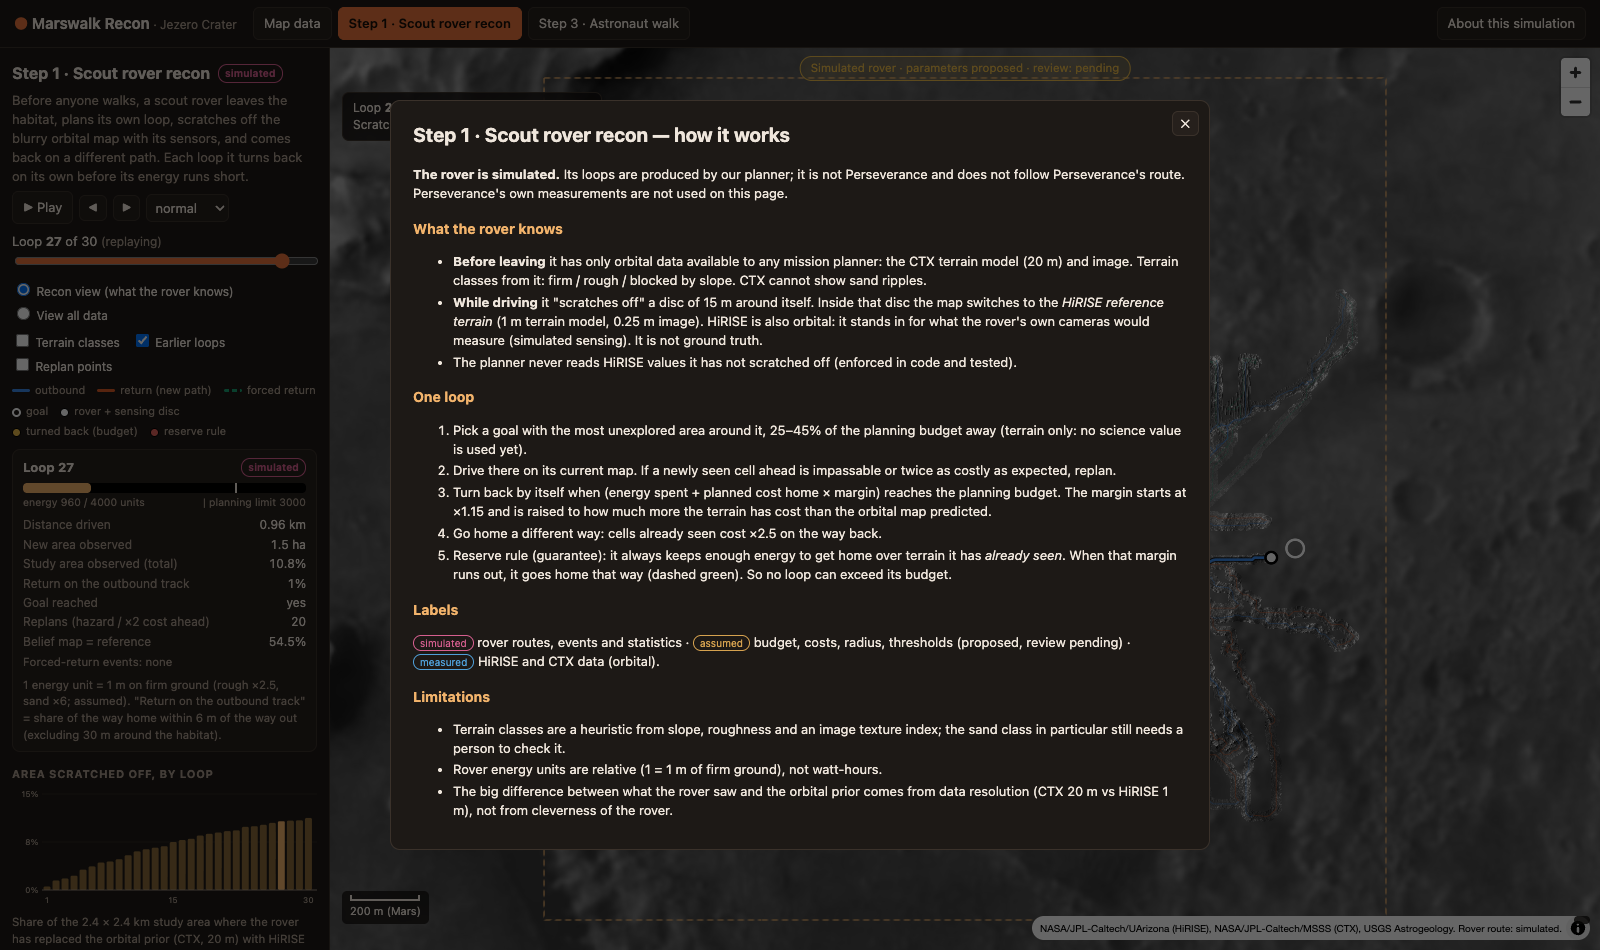 Marswalk Recon · Jezero Crater
Map data
Step 1 · Scout rover recon
Step 3 · Astronaut walk
About this simulation
Step 1 · Scout rover recon simulated
Before anyone walks, a scout rover leaves the
habitat, plans its own loop, scratches off the
blurry orbital map with its sensors, and comes
back on a different path. Each loop it turns back
on its own before its energy runs short.
Play
normal
Loop 27 of 30 (replaying)
Recon view (what the rover knows)
View all data
Terrain classes
Earlier loops
Replan points
outbound
return (new path)
forced return
goal
rover + sensing disc
turned back (budget)
reserve rule
Loop 27
simulated
energy 960 / 4000 units
| planning limit 3000
Distance driven 0.96 km
New area observed 1.5 ha
Study area observed (total) 10.8%
Return on the outbound track 1%
Goal reached yes
Replans (hazard / ×2 cost ahead) 20
Belief map = reference 54.5%
Forced-return events: none
1 energy unit = 1 m on firm ground (rough ×2.5,
sand ×6; assumed). "Return on the outbound track"
= share of the way home within 6 m of the way out
(excluding 30 m around the habitat).
AREA SCRATCHED OFF, BY LOOP
15%
8%
0%
1
15
30
Share of the 2.4 × 2.4 km study area where the rover
has replaced the orbital prior (CTX, 20 m) with HiRISE
Simulated rover · parameters proposed · review: pending
+
−
Loop 2
Scratc
Step 1 · Scout rover recon — how it works
×
The rover is simulated. Its loops are produced by our planner; it is not Perseverance and does not follow Perseverance's route.
Perseverance's own measurements are not used on this page.
What the rover knows
• Before leaving it has only orbital data available to any mission planner: the CTX terrain model (20 m) and image. Terrain
classes from it: firm / rough / blocked by slope. CTX cannot show sand ripples.
• While driving it "scratches off" a disc of 15 m around itself. Inside that disc the map switches to the HiRISE reference
terrain (1 m terrain model, 0.25 m image). HiRISE is also orbital: it stands in for what the rover's own cameras would
measure (simulated sensing). It is not ground truth.
• The planner never reads HiRISE values it has not scratched off (enforced in code and tested).
One loop
1. Pick a goal with the most unexplored area around it, 25–45% of the planning budget away (terrain only: no science value
is used yet).
2. Drive there on its current map. If a newly seen cell ahead is impassable or twice as costly as expected, replan.
3. Turn back by itself when (energy spent + planned cost home × margin) reaches the planning budget. The margin starts at
×1.15 and is raised to how much more the terrain has cost than the orbital map predicted.
4. Go home a different way: cells already seen cost ×2.5 on the way back.
5. Reserve rule (guarantee): it always keeps enough energy to get home over terrain it has already seen. When that margin
runs out, it goes home that way (dashed green). So no loop can exceed its budget.
Labels
simulated rover routes, events and statistics · assumed budget, costs, radius, thresholds (proposed, review pending) ·
measured HiRISE and CTX data (orbital).
Limitations
• Terrain classes are a heuristic from slope, roughness and an image texture index; the sand class in particular still needs a
person to check it.
• Rover energy units are relative (1 = 1 m of firm ground), not watt-hours.
• The big difference between what the rover saw and the orbital prior comes from data resolution (CTX 20 m vs HiRISE 1
m), not from cleverness of the rover.
200 m (Mars)
NASA/JPL-Caltech/UArizona (HiRISE), NASA/JPL-Caltech/MSSS (CTX), USGS Astrogeology. Rover route: simulated.